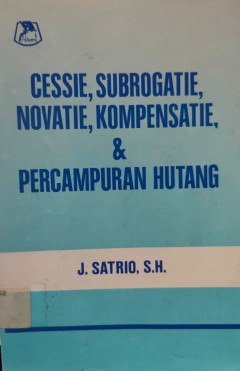 CESSIE, SUBROGATIE,
NOVATIE, KOMPENSATIE,
&
PERCAMPURAN HUTANG
J. SATRIO, S.H.